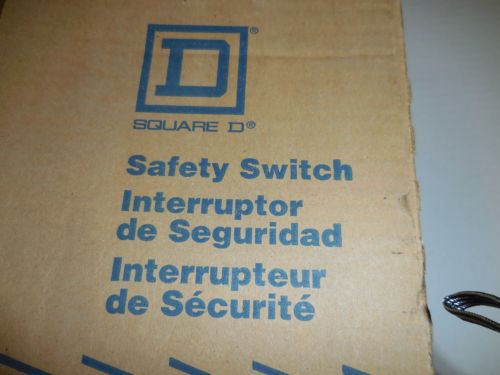 D®
SQUARE D®
Safety Switch
Interruptor
de Seguridad
Interrupteur
de Sécurité